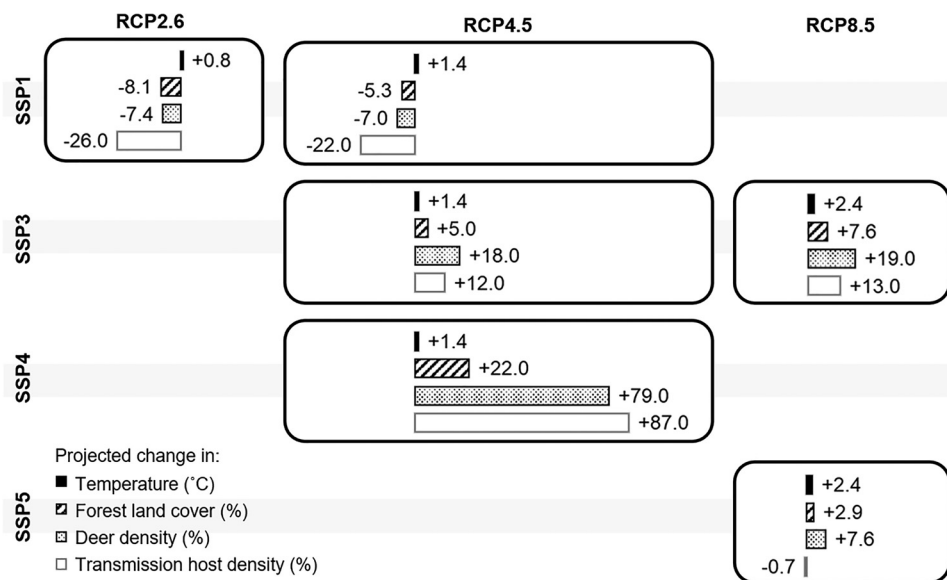 RCP2.6 RCP4.5 RCP8.5
SSP1
+0.8
-8.1
-7.4
-26.0
+1.4
-5.3
-7.0
-22.0
SSP3
+1.4
+5.0
+18.0
+12.0
+2.4
+7.6
+19.0
+13.0
SSP4
+1.4
+22.0
+79.0
+87.0
SSP5
Projected change in:
Temperature (˚C)
Forest land cover (%)
Deer density (%)
Transmission host density (%)
+2.4
+2.9
+7.6
-0.7